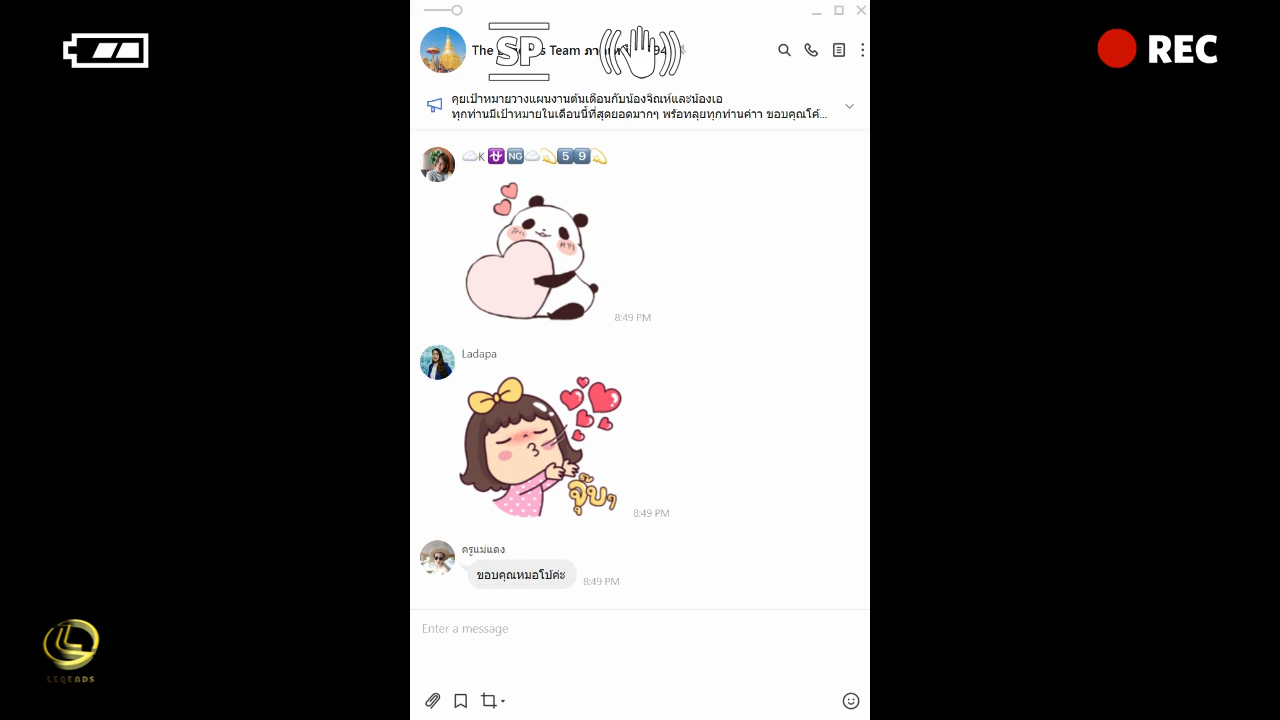 REC
The
SP
s Team
94
คุยเป้าหมายวางแผนงานต้นเดือนกับน้องจิณห์และน้องเอ
ทุกท่านมีเป้าหมายในเดือนนี้ที่สุดยอดมากๆ พร้อทลุยทุกท่านค่าา ขอบคุณโค้...
K NG 5 9
8:49 PM
Ladapa
จุ๊บๆ
8:49 PM
ครูแม่แดง
ขอบคุณหมอโบ้ค่ะ
8:49 PM
Enter a message
LEGENDS